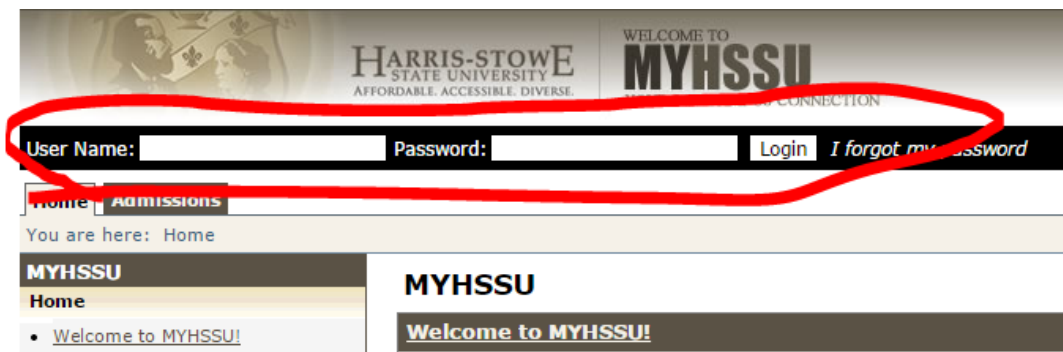 HARRIS-STOWE
STATE UNIVERSITY
AFFORDABLE. ACCESSIBLE. DIVERSE.
WELCOME TO
MYHSSU
CONNECTION
User Name:
Password:
Login
I forgot my password
Home
Admissions
You are here: Home
MYHSSU
Home
• Welcome to MYHSSU!
MYHSSU
Welcome to MYHSSU!